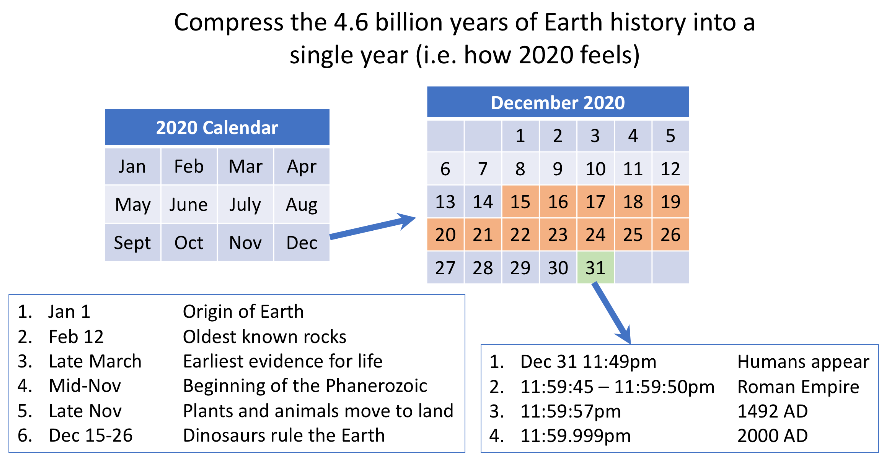 Compress the 4.6 billion years of Earth history into a
single year (i.e. how 2020 feels)
2020 Calendar
Jan Feb Mar Apr
May June July Aug
Sept Oct Nov Dec
December 2020
1 2 3 4 5
6 7 8 9 10 11 12
13 14 15 16 17 18 19
20 21 22 23 24 25 26
27 28 29 30 31
1. Jan 1 Origin of Earth
2. Feb 12 Oldest known rocks
3. Late March Earliest evidence for life
4. Mid-Nov Beginning of the Phanerozoic
5. Late Nov Plants and animals move to land
6. Dec 15-26 Dinosaurs rule the Earth
1. Dec 31 11:49pm Humans appear
2. 11:59:45 – 11:59:50pm Roman Empire
3. 11:59:57pm 1492 AD
4. 11:59.999pm 2000 AD